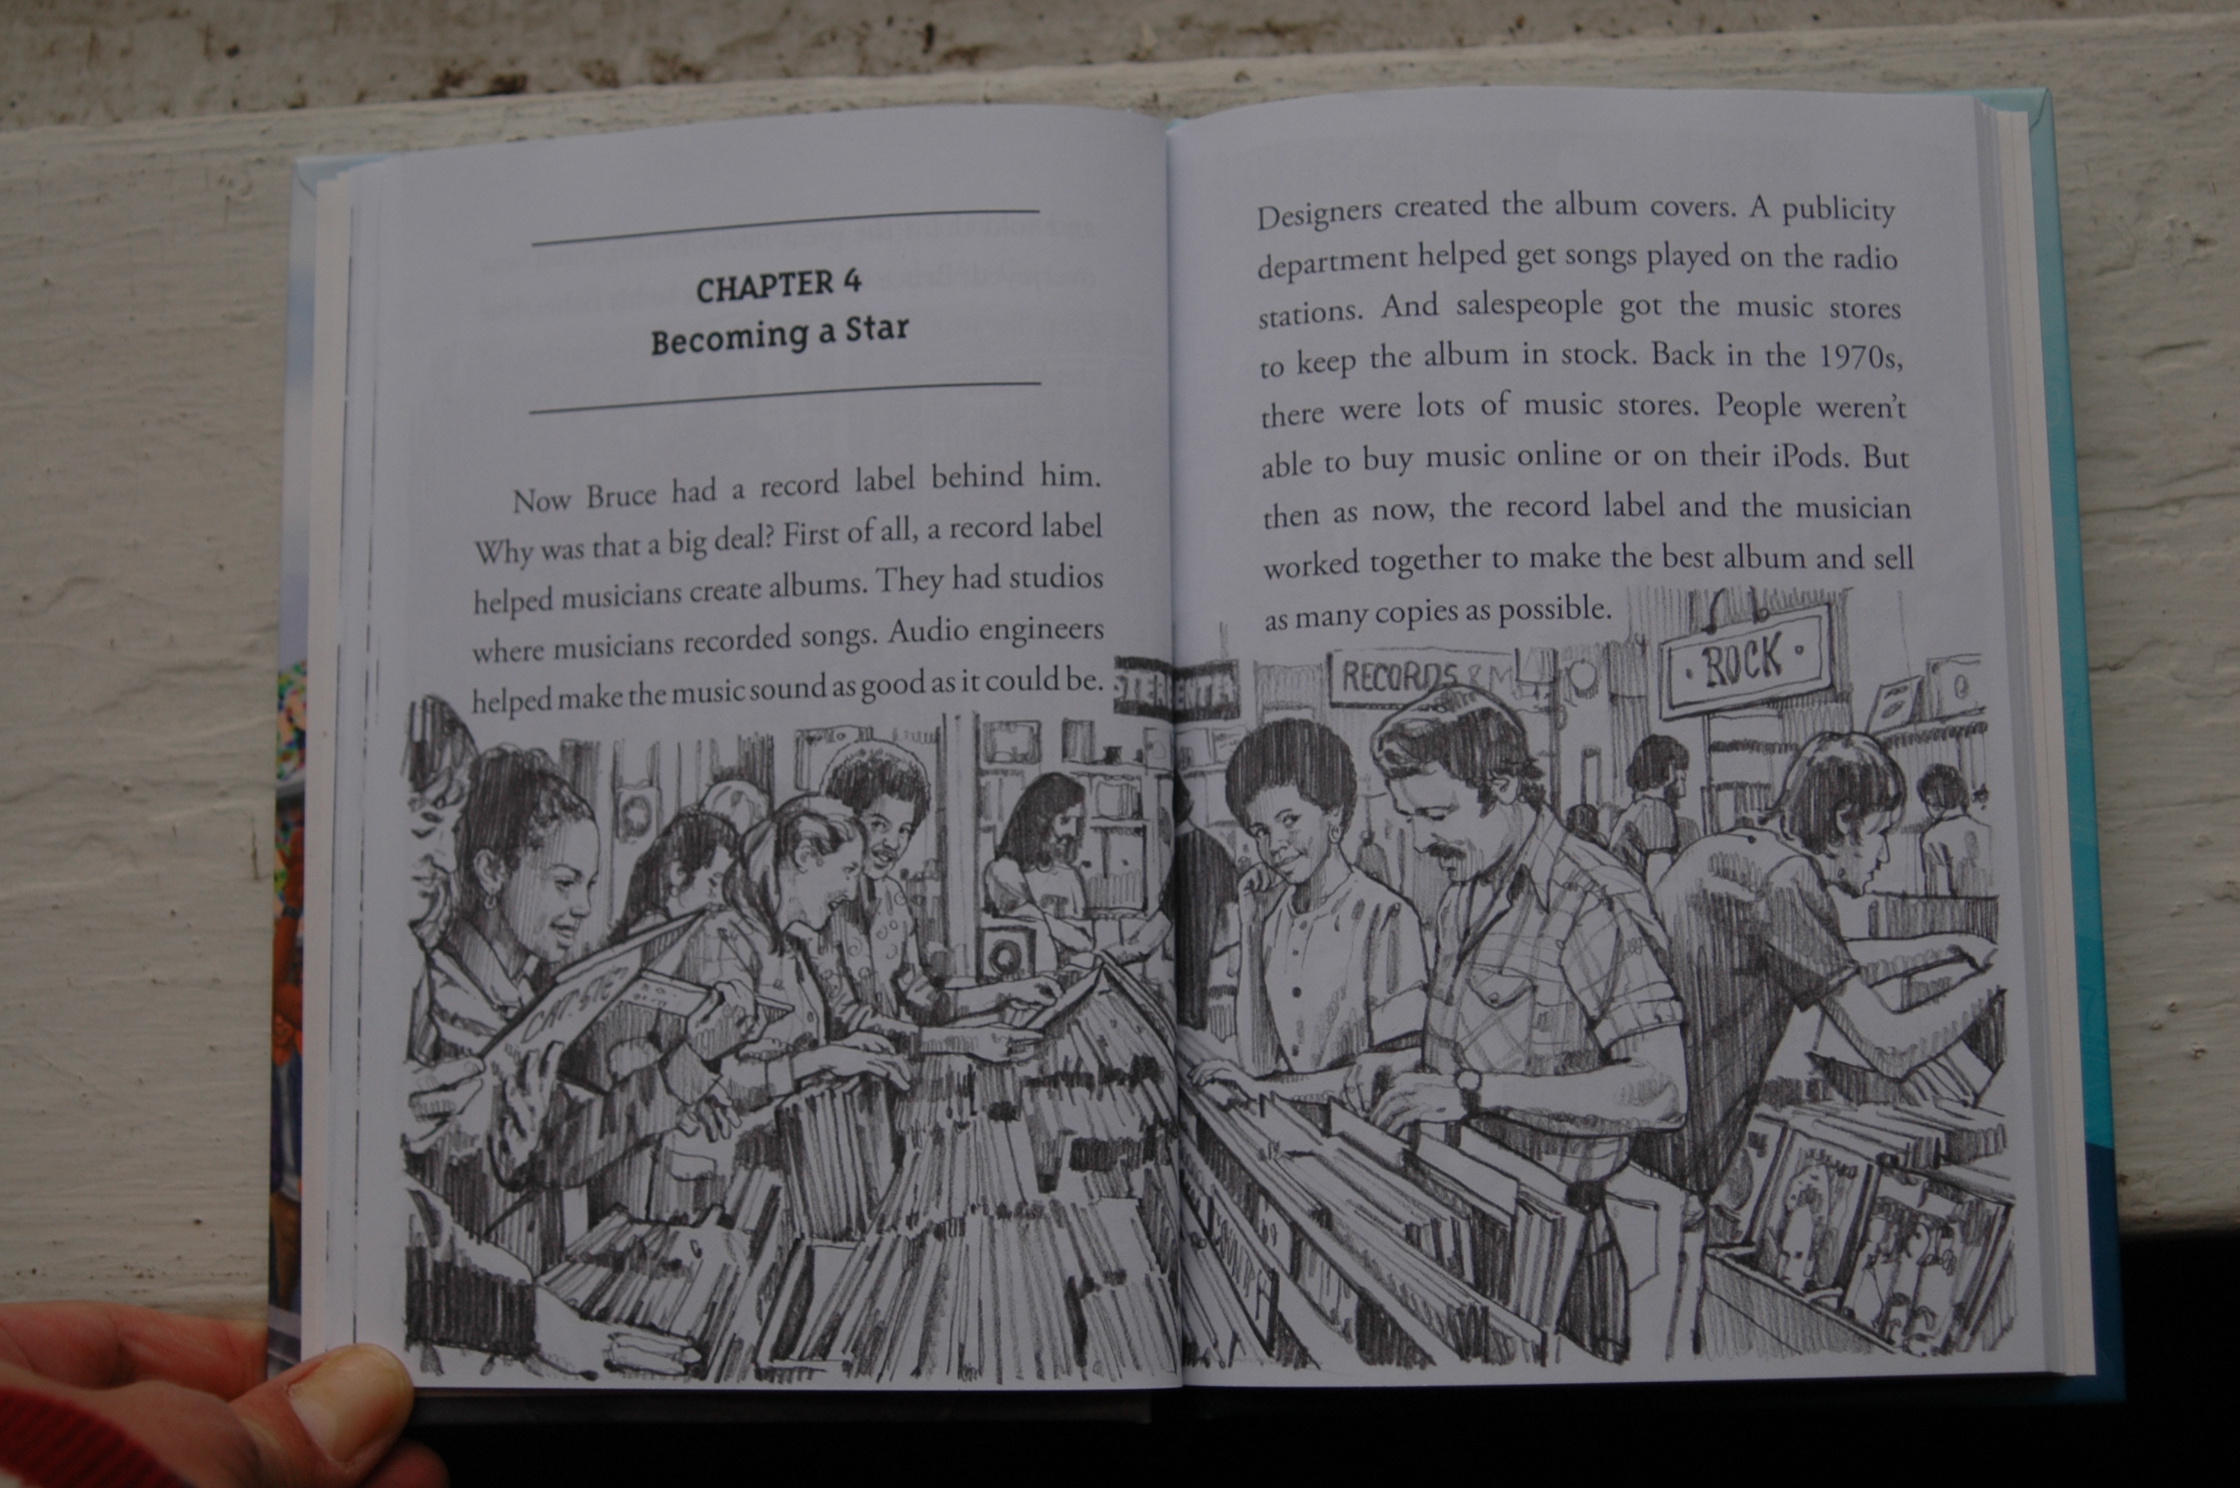 CHAPTER 4
Becoming a Star
Now Bruce had a record label behind him.
Why was that a big deal? First of all, a record label
helped musicians create albums. They had studios
where musicians recorded songs. Audio engineers
helped make the music sound as good as it could be.
CAT STE
Designers created the album covers. A publicity
department helped get songs played on the radio
stations. And salespeople got the music stores
to keep the album in stock. Back in the 1970s,
there were lots of music stores. People weren't
able to buy music online or on their iPods. But
then as now, the record label and the musician
worked together to make the best album and sell
as many copies as possible.
RECORDS
ROCK